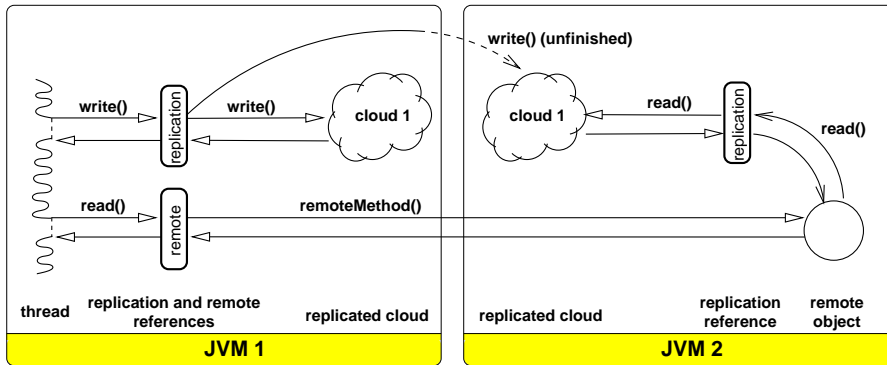 write() (unfinished)
write()
write()
replication
cloud 1
cloud 1
read()
replication
read()
read()
remote
remoteMethod()
thread
replication and remote
references
replicated cloud
replicated cloud
replication
reference
remote
object
JVM 1
JVM 2